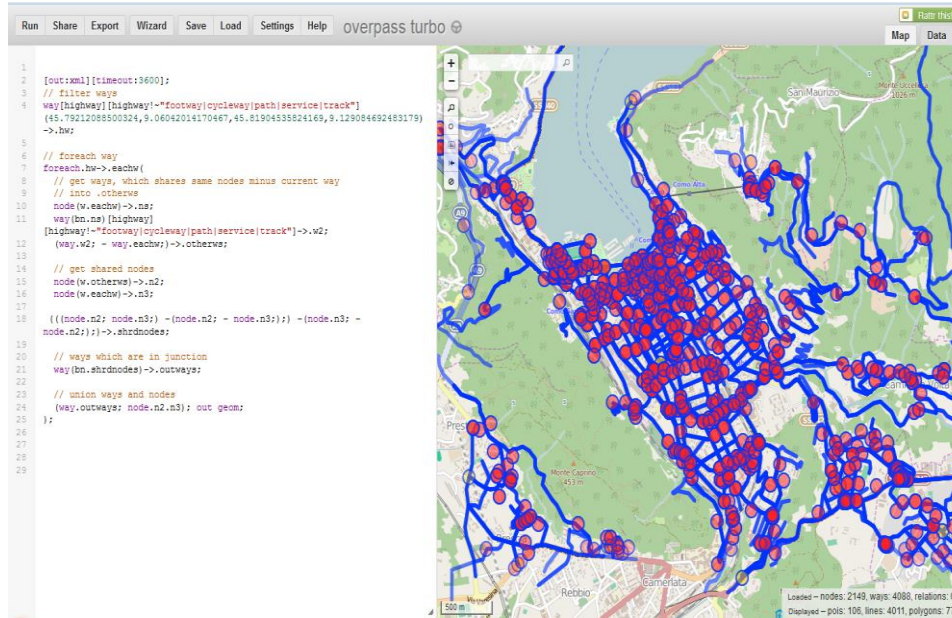 Run Share Export Wizard Save Load Settings Help overpass turbo
Flattr this
Map Data
1
2 [out:xml][timeout:3600];
3 // filter ways
4 way[highway][highway!~"footway|cycleway|path|service|track"]
(45.79212088500324,9.06042014170467,45.81904535824169,9.129084692483179)
->.hw;
5
6 // foreach way
7 foreach.hw->.eachw(
8 // get ways, which shares same nodes minus current way
9 // into .otherws
10 node(w.eachw)->.ns;
11 way(bn.ns)[highway]
[highway!~"footway|cycleway|path|service|track"]->.w2;
12 (way.w2; - way.eachw;)->.otherws;
13
14 // get shared nodes
15 node(w.otherws)->.n2;
16 node(w.eachw)->.n3;
17
18 (((node.n2; node.n3;) -(node.n2; - node.n3;);) -(node.n3; -
node.n2;);)->.shrdnodes;
19
20 // ways which are in junction
21 way(bn.shrdnodes)->.outways;
22
23 // union ways and nodes
24 (way.outways; node.n2.n3); out geom;
25 );
26
27
28
29
+
−
San Maurizio
Monte Uccellera
1026 m
Como Alta
A9
Monte Caprino
453 m
Rebbio
Camerlata
500 m
Loaded – nodes: 2149, ways: 4088, relations:
Displayed – pois: 106, lines: 4011, polygons: